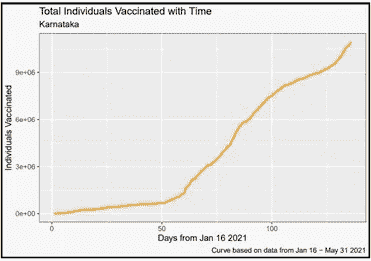 Total Individuals Vaccinated with Time
Karnataka
Individuals Vaccinated
9e+06
6e+06
3e+06
0e+00
0
50
100
Days from Jan 16 2021
Curve based on data from Jan 16 - May 31 2021